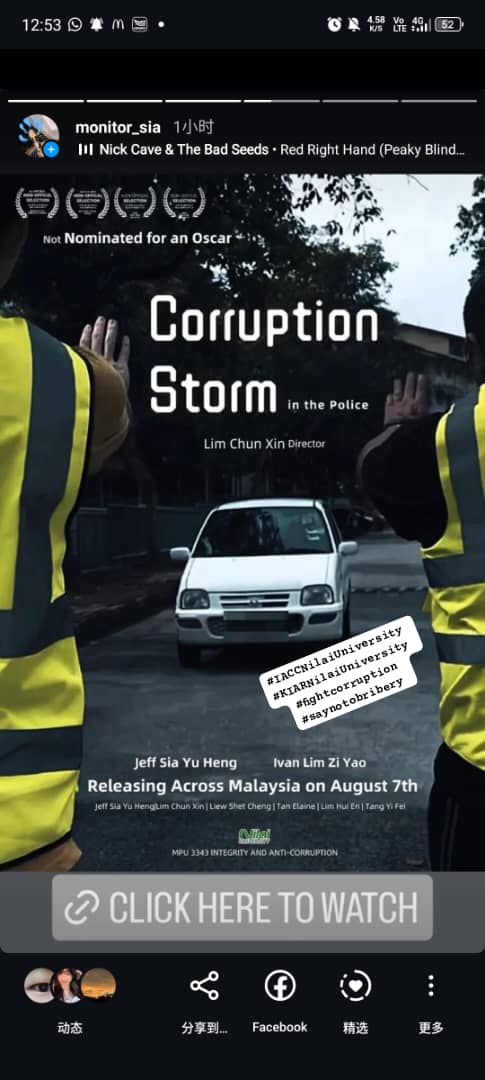 12:53
4.58
K/S
Vo
LTE
4G
52
monitor_sia 1小时
Nick Cave & The Bad Seeds • Red Right Hand (Peaky Blind...
Not Nominated for an Oscar
Corruption
Storm in the Police
Lim Chun Xin Director
#IACCNilaiUniversity
#KIARNilaiUniversity
#fightcorruption
#saynotobribery
Jeff Sia Yu Heng Ivan Lim Zi Yao
Releasing Across Malaysia on August 7th
Jeff Sia Yu Heng|Lim Chun Xin | Liew Shet Cheng | Tan Elaine | Lim Hui En | Tang Yi Fei
Nilai
UNIVERSITY
MPU 3343 INTEGRITY AND ANTI-CORRUPTION
CLICK HERE TO WATCH
动态
分享到...
Facebook
精选
更多